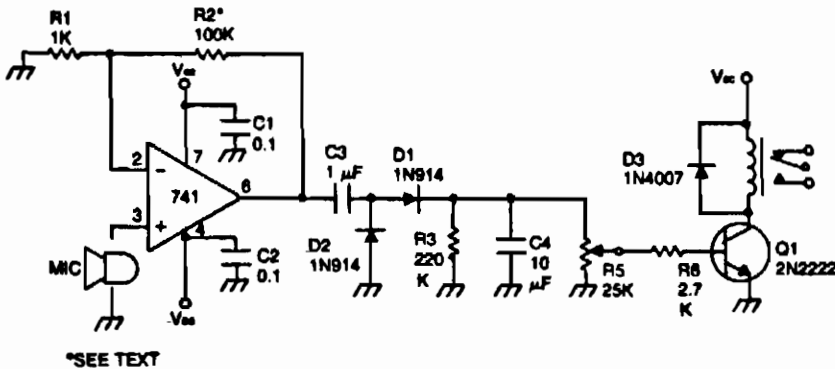 R1
1K
R2*
100K
Vcc
C1
0.1
2
7
-
741
6
3
+
4
C2
0.1
MIC
C3
1 µF
D1
1N914
D2
1N914
R3
220
K
C4
10
µF
R5
25K
R6
2.7
K
Vcc
D3
1N4007
Q1
2N2222
*SEE TEXT